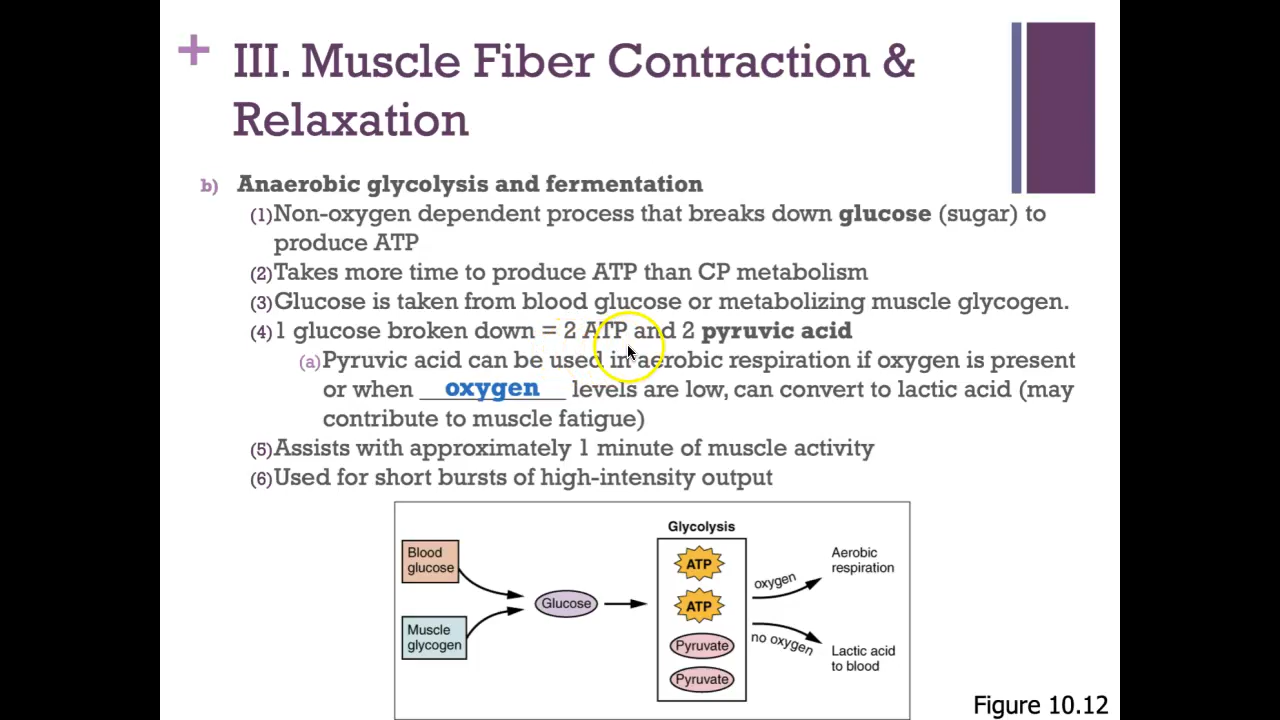 + III. Muscle Fiber Contraction &
Relaxation
b) Anaerobic glycolysis and fermentation
(1) Non-oxygen dependent process that breaks down glucose (sugar) to
produce ATP
(2) Takes more time to produce ATP than CP metabolism
(3) Glucose is taken from blood glucose or metabolizing muscle glycogen.
(4) 1 glucose broken down = 2 ATP and 2 pyruvic acid
(a) Pyruvic acid can be used in aerobic respiration if oxygen is present
or when oxygen levels are low, can convert to lactic acid (may
contribute to muscle fatigue)
(5) Assists with approximately 1 minute of muscle activity
(6) Used for short bursts of high-intensity output
Glycolysis
Blood
glucose
Muscle
glycogen
Glucose
ATP
ATP
Pyruvate
Pyruvate
oxygen
no oxygen
Aerobic
respiration
Lactic acid
to blood
Figure 10.12